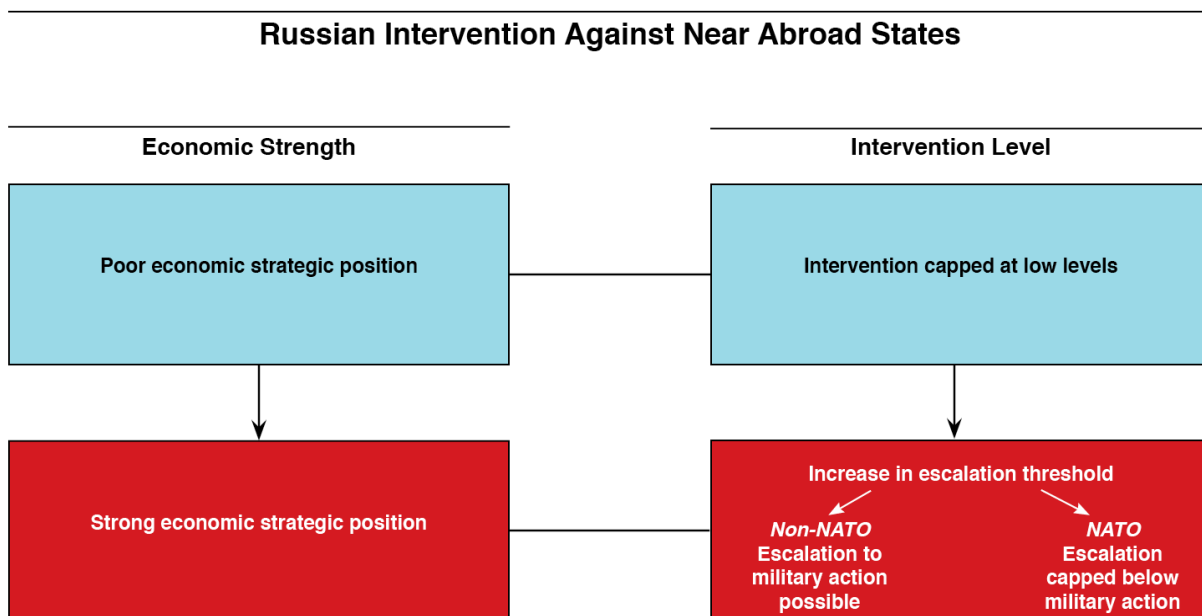 Russian Intervention Against Near Abroad States
Economic Strength
Intervention Level
Poor economic strategic position
Intervention capped at low levels
Strong economic strategic position
Increase in escalation threshold
Non-NATO
Escalation to
military action
possible
NATO
Escalation
capped below
military action